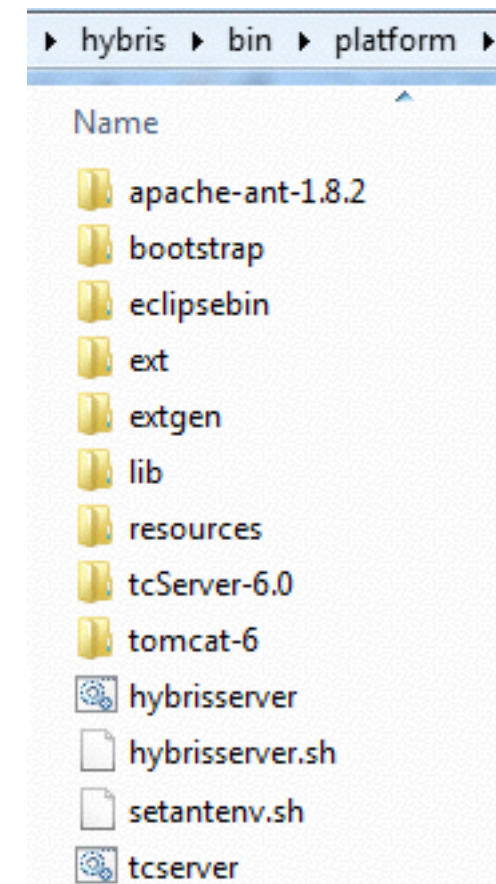 hybris bin platform
Name
apache-ant-1.8.2
bootstrap
eclipsebin
ext
extgen
lib
resources
tcServer-6.0
tomcat-6
hybrisserver
hybrisserver.sh
setantenv.sh
tcserver